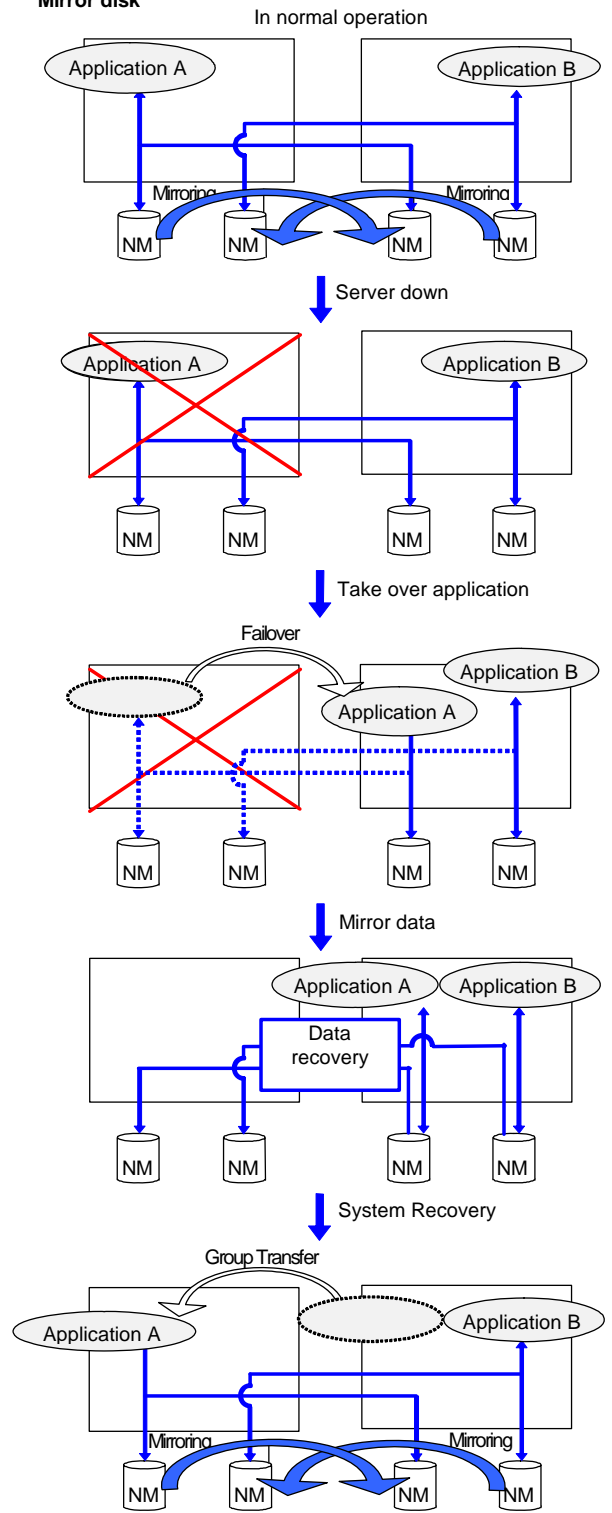 Mirror disk
In normal operation
Application A
Application B
Mirroring
Mirroring
NM
NM
NM
NM
Server down
Application A
Application B
NM
NM
NM
NM
Take over application
Failover
Application B
Application A
NM
NM
NM
NM
Mirror data
Application A
Application B
Data
recovery
NM
NM
NM
NM
System Recovery
Group Transfer
Application A
Application B
Mirroring
Mirroring
NM
NM
NM
NM